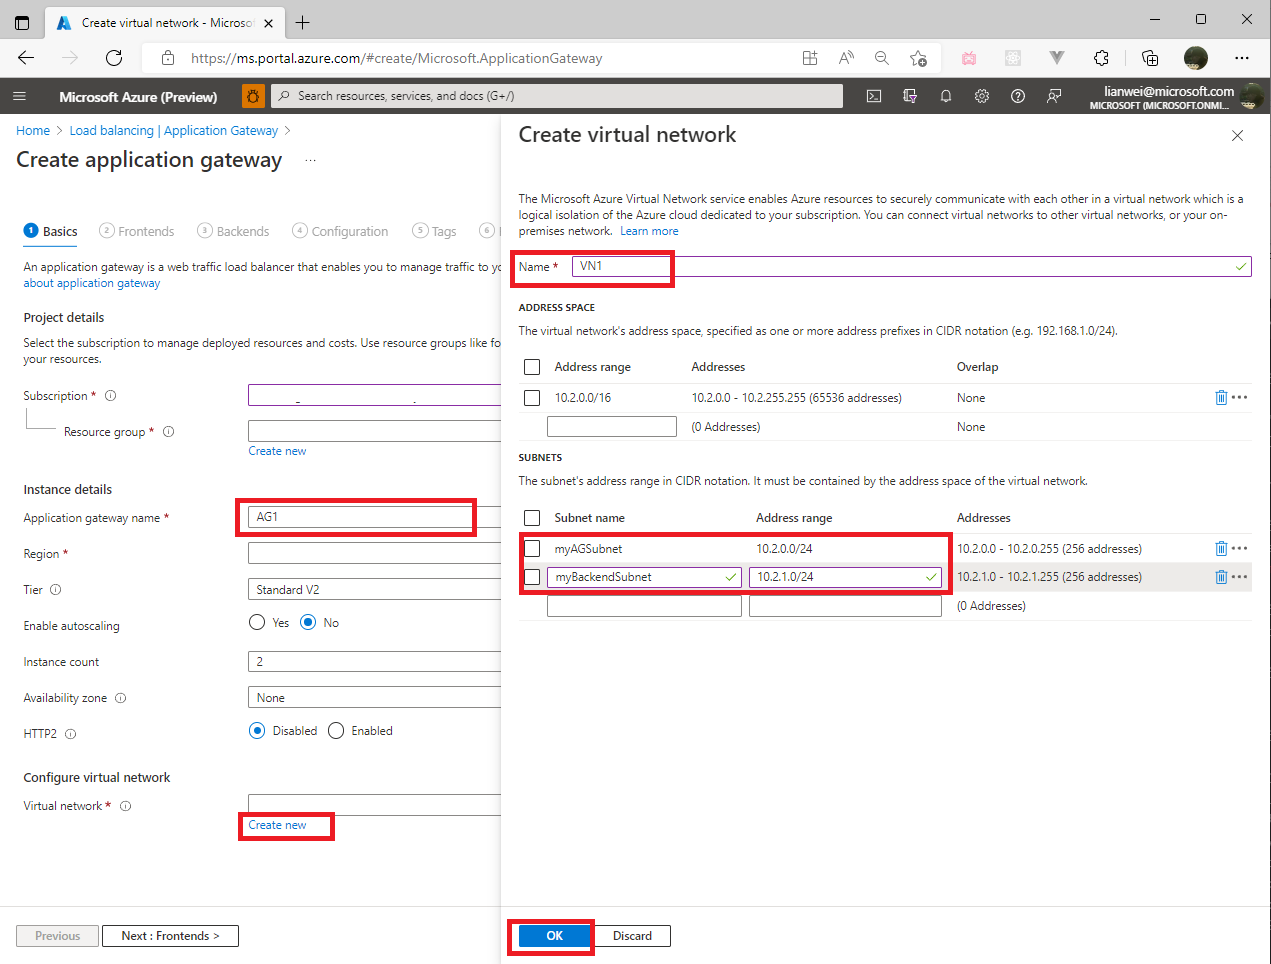 Create virtual network - Microsof
https://ms.portal.azure.com/#create/Microsoft.ApplicationGateway
Microsoft Azure (Preview)
Search resources, services, and docs (G+/)
lianwei@microsoft.com
MICROSOFT (MICROSOFT.ONMI...
Home > Load balancing | Application Gateway >
Create application gateway ...
1 Basics
2 Frontends
3 Backends
4 Configuration
5 Tags
6
An application gateway is a web traffic load balancer that enables you to manage traffic to yo
about application gateway
Project details
Select the subscription to manage deployed resources and costs. Use resource groups like fo
your resources.
Subscription *
Resource group *
Create new
Instance details
Application gateway name *
AG1
Region *
Tier
Standard V2
Enable autoscaling
Yes
No
Instance count
2
Availability zone
None
HTTP2
Disabled
Enabled
Configure virtual network
Virtual network *
Create new
Previous
Next : Frontends >
Create virtual network
The Microsoft Azure Virtual Network service enables Azure resources to securely communicate with each other in a virtual network which is a
logical isolation of the Azure cloud dedicated to your subscription. You can connect virtual networks to other virtual networks, or your on-
premises network. Learn more
Name *
VN1
ADDRESS SPACE
The virtual network's address space, specified as one or more address prefixes in CIDR notation (e.g. 192.168.1.0/24).
Address range
Addresses
Overlap
10.2.0.0/16
10.2.0.0 - 10.2.255.255 (65536 addresses)
None
(0 Addresses)
None
SUBNETS
The subnet's address range in CIDR notation. It must be contained by the address space of the virtual network.
Subnet name
Address range
Addresses
myAGSubnet
10.2.0.0/24
10.2.0.0 - 10.2.0.255 (256 addresses)
myBackendSubnet
10.2.1.0/24
10.2.1.0 - 10.2.1.255 (256 addresses)
(0 Addresses)
OK
Discard